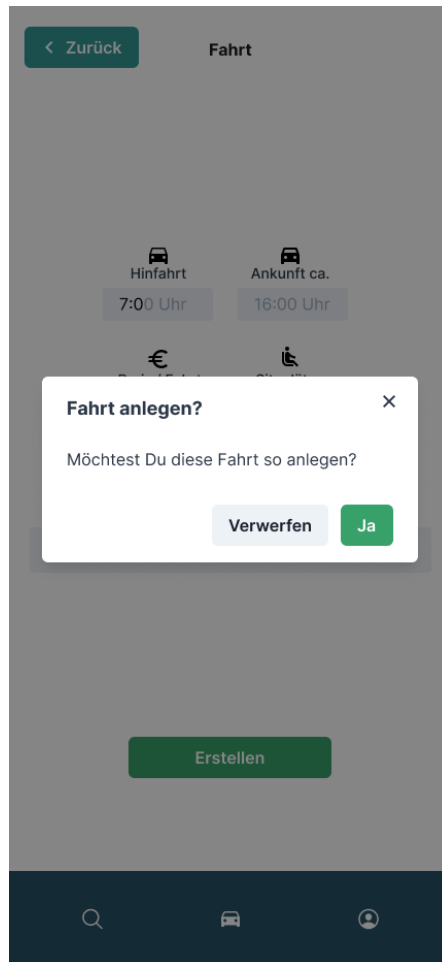 Zurück
Fahrt
Hinfahrt
Ankunft ca.
7:00 Uhr
16:00 Uhr
€
Fahrt anlegen?
Möchtest Du diese Fahrt so anlegen?
Verwerfen
Ja
Erstellen